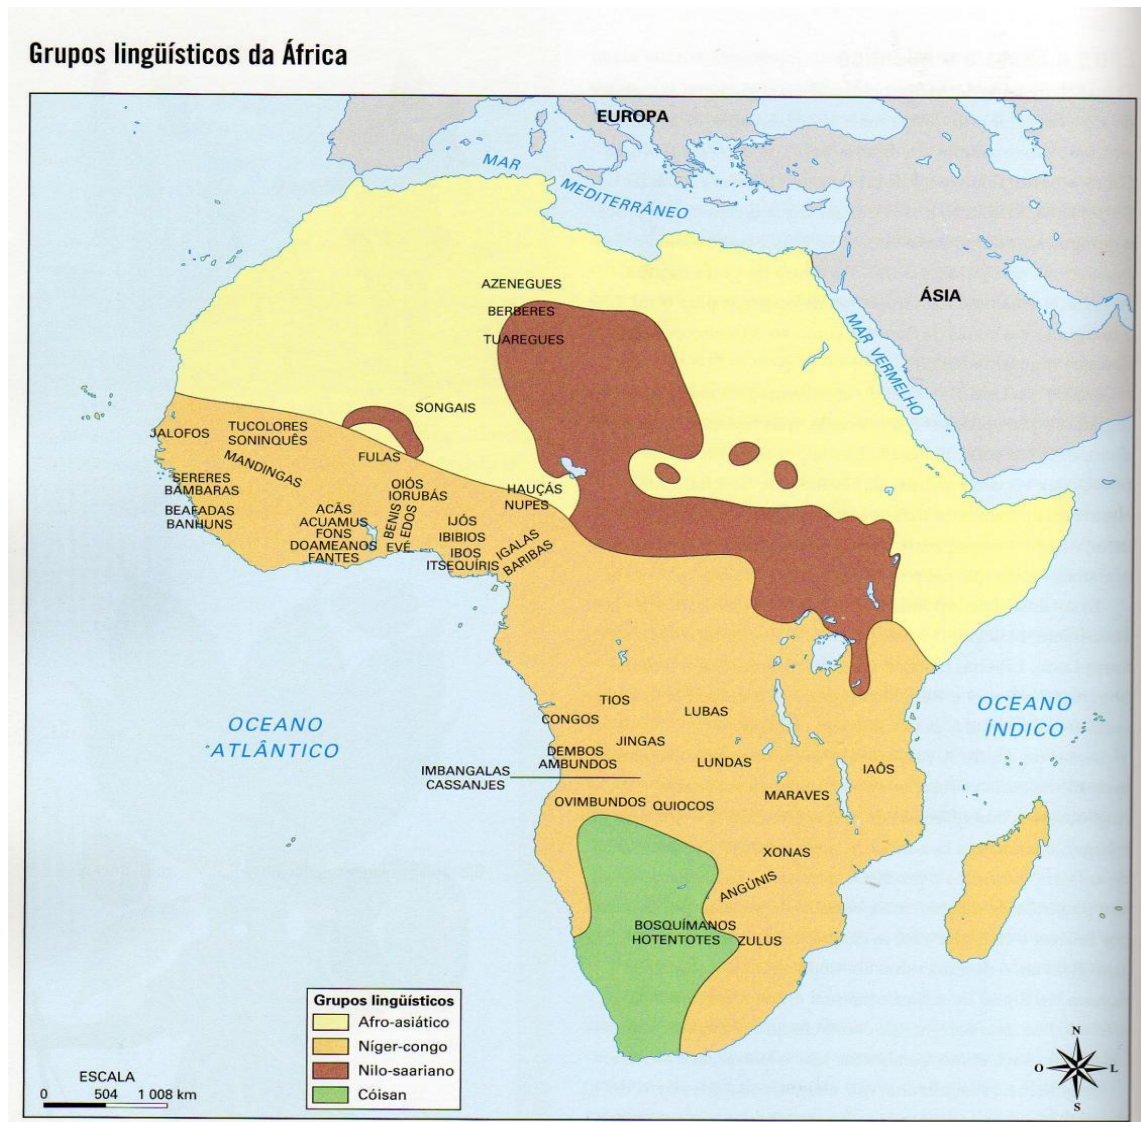 Grupos lingüísticos da África
EUROPA
MAR
MEDITERRÂNEO
ÁSIA
MAR VERMELHO
AZENEGUES
BERBERES
TUAREGUES
SONGAIS
JALOFOS
TUCOLORES
SONINQUÊS
MANDINGAS
FULAS
SERERES
BÂMBARAS
BEAFADAS
BANHUNS
ACÃS
ACUAMUS
FONS
DOAMEANOS
FANTES
OIÓS
IORUBÁS
BENIS
EDOS
EVÉ
HAUÇÁS
NUPES
IJÓS
IBIBIOS
IBOS
ITSEQUÍRIS
IGALAS
BARIBAS
OCEANO
ATLÂNTICO
OCEANO
ÍNDICO
TIOS
CONGOS
LUBAS
JINGAS
DEMBOS
AMBUNDOS
LUNDAS
IAÔS
IMBANGALAS
CASSANJES
OVIMBUNDOS
QUIOCOS
MARAVES
XONAS
ANGÚNIS
BOSQUÍMANOS
HOTENTOTES
ZULUS
Grupos lingüísticos
Afro-asiático
Níger-congo
Nilo-saariano
Cóisan
ESCALA
0 504 1 008 km
N
O
L
S